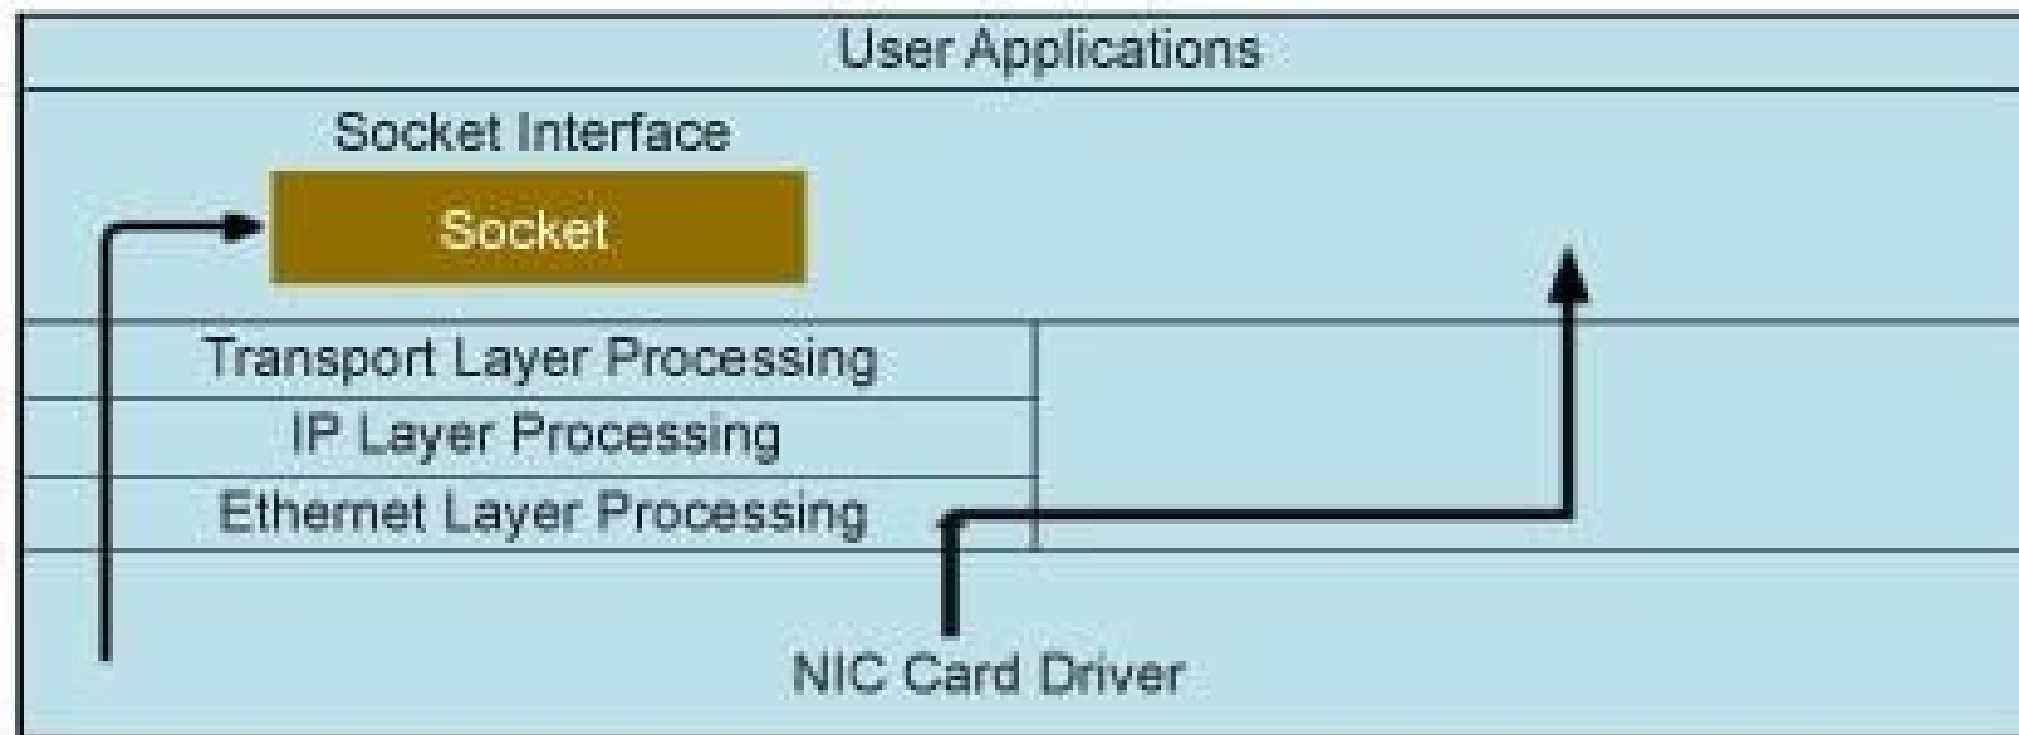 User Applications
Socket Interface
Socket
Transport Layer Processing
IP Layer Processing
Ethernet Layer Processing
NIC Card Driver